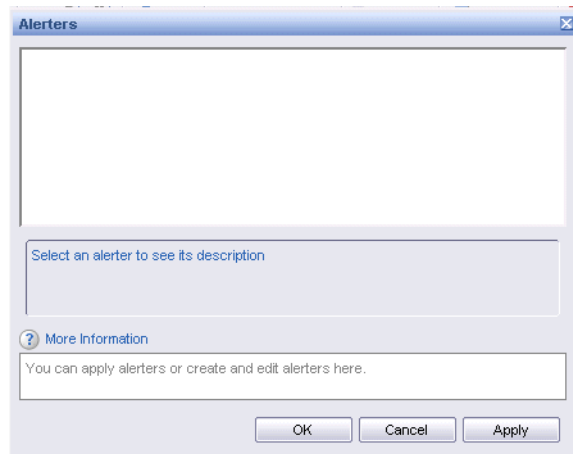 Alerters
Select an alerter to see its description
More Information
You can apply alerters or create and edit alerters here.
OK
Cancel
Apply